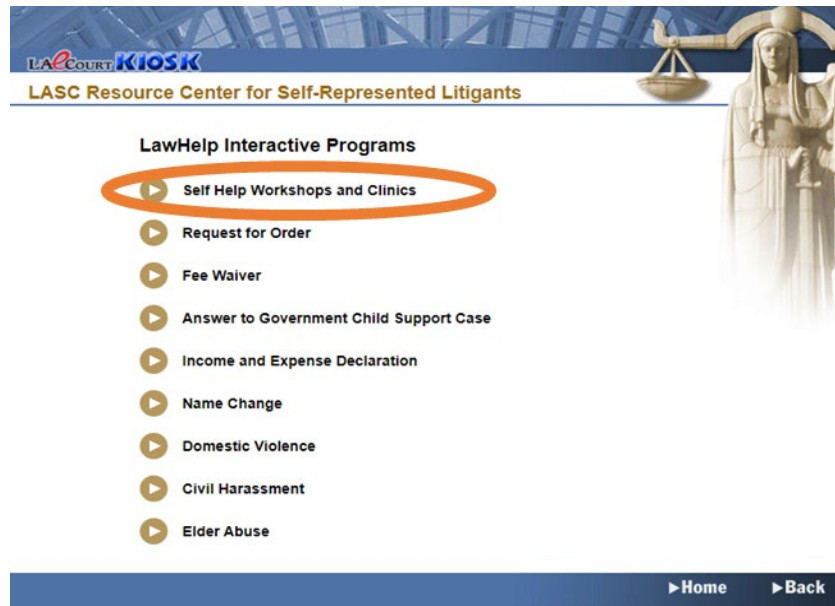 LAeCOURT KIOSK
LASC Resource Center for Self-Represented Litigants
LawHelp Interactive Programs
Self Help Workshops and Clinics
Request for Order
Fee Waiver
Answer to Government Child Support Case
Income and Expense Declaration
Name Change
Domestic Violence
Civil Harassment
Elder Abuse
Home Back